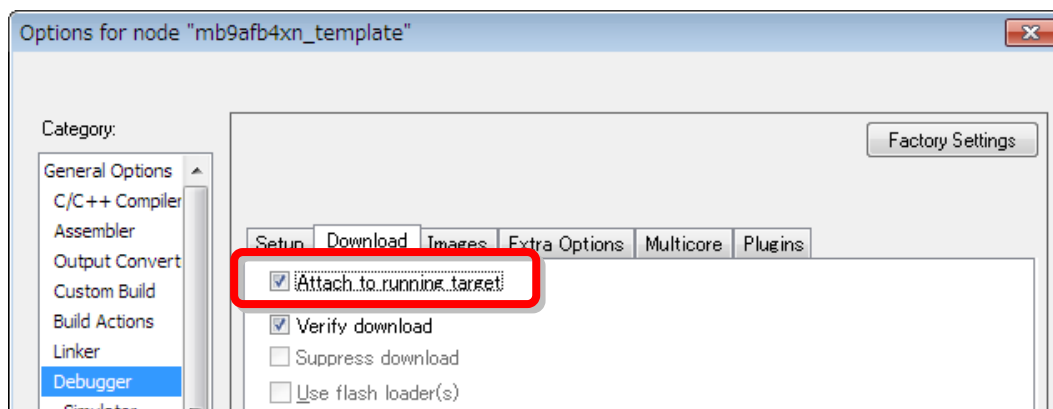 Options for node "mb9afb4xn_template"
Category:
Factory Settings
General Options
C/C++ Compiler
Assembler
Output Convert
Custom Build
Build Actions
Linker
Debugger
Simulator
Setup Download Images Extra Options Multicore Plugins
Attach to running target
Verify download
Suppress download
Use flash loader(s)